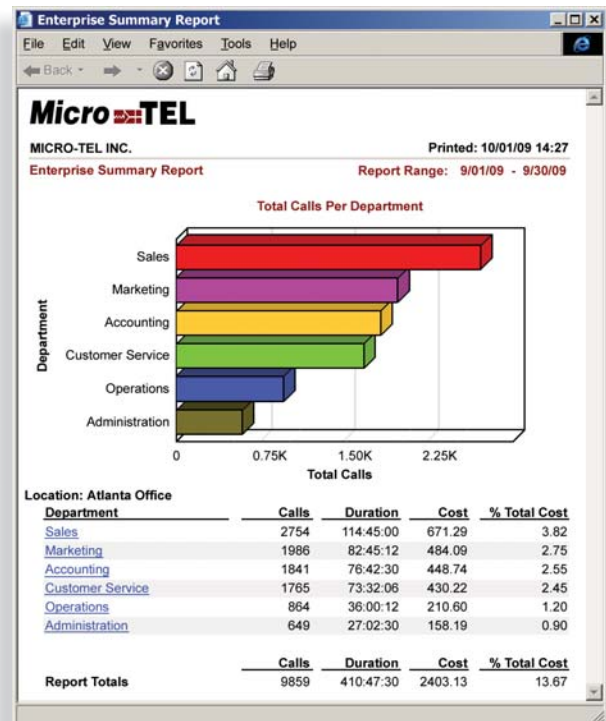 Enterprise Summary Report
File Edit View Favorites Tools Help
Back
Micro TEL
MICRO-TEL INC. Printed: 10/01/09 14:27
Enterprise Summary Report Report Range: 9/01/09 - 9/30/09
Total Calls Per Department
Department
Sales
Marketing
Accounting
Customer Service
Operations
Administration
0 0.75K 1.50K 2.25K
Total Calls
Location: Atlanta Office
Department Calls Duration Cost % Total Cost
Sales 2754 114:45:00 671.29 3.82
Marketing 1986 82:45:12 484.09 2.75
Accounting 1841 76:42:30 448.74 2.55
Customer Service 1765 73:32:06 430.22 2.45
Operations 864 36:00:12 210.60 1.20
Administration 649 27:02:30 158.19 0.90
Calls Duration Cost % Total Cost
Report Totals 9859 410:47:30 2403.13 13.67